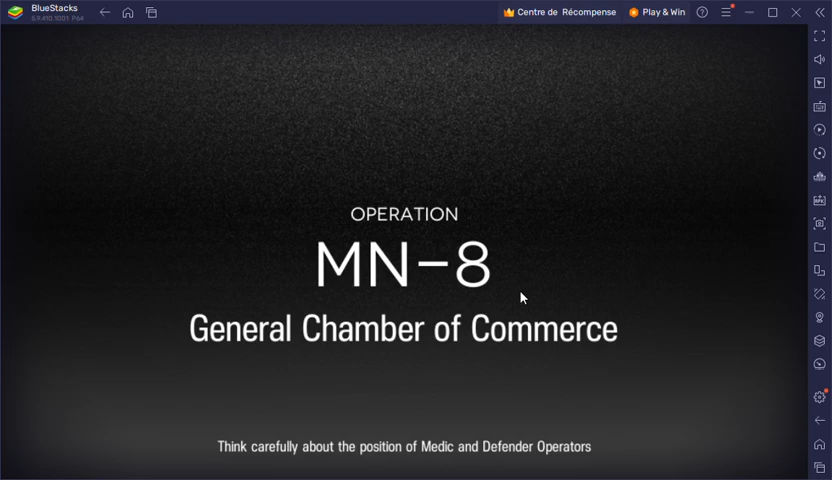 BlueStacks
5.9.410.1001 P64
Centre de Récompense
Play & Win
OPERATION
MN-8
General Chamber of Commerce
Think carefully about the position of Medic and Defender Operators